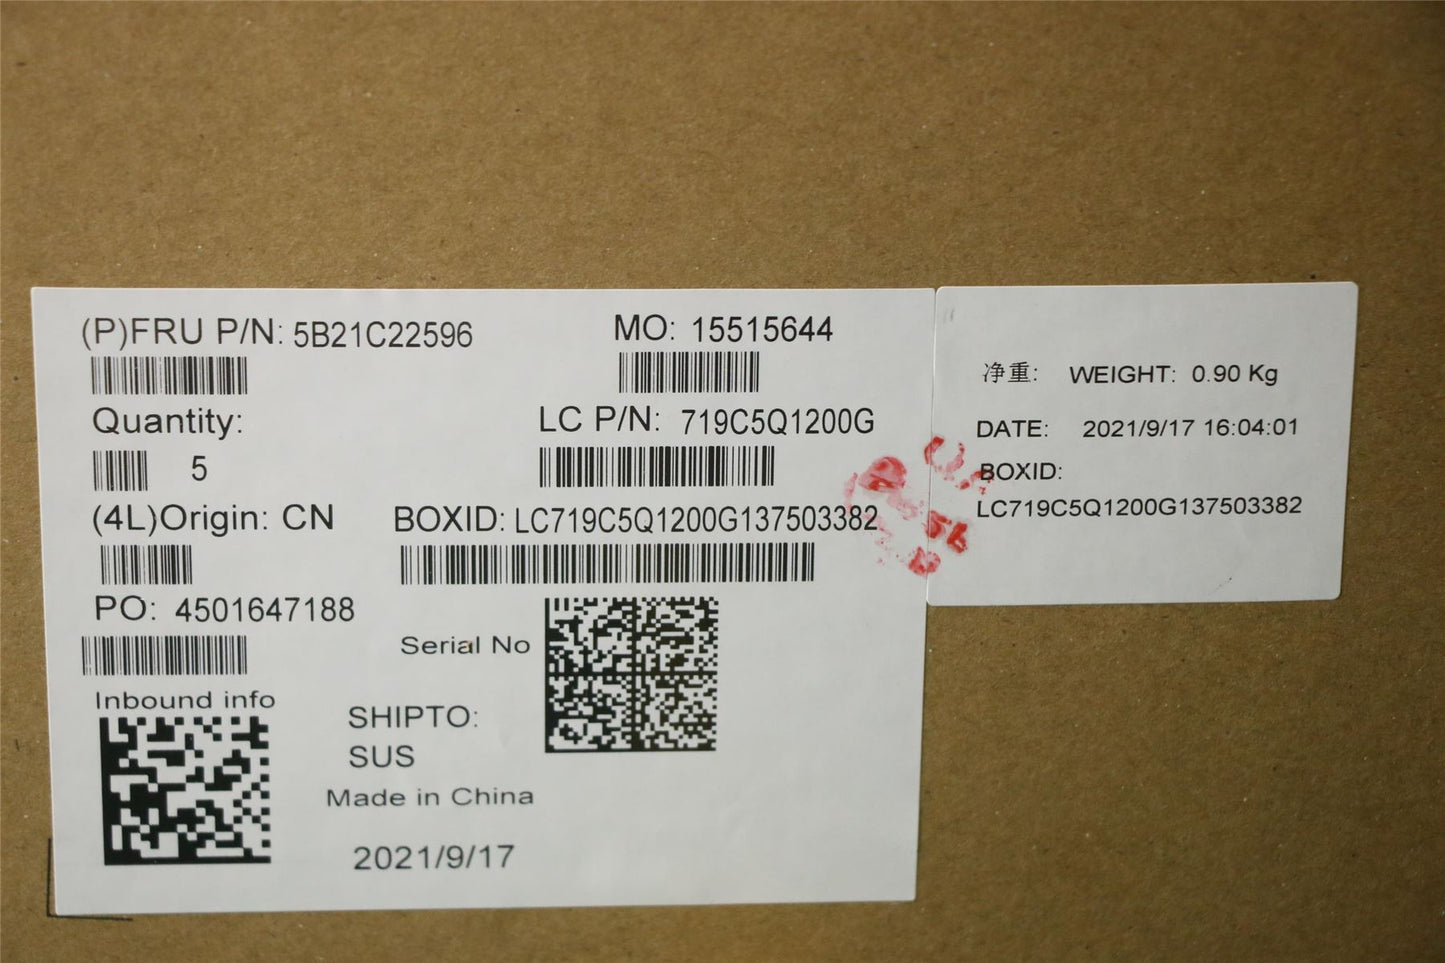 (P)FRU P/N: 5B21C22596
MO: 15515644
Quantity:
5
LC P/N: 719C5Q1200G
(4L)Origin: CN
BOXID: LC719C5Q1200G137503382
PO: 4501647188
Serial No
Inbound info
SHIPTO:
SUS
Made in China
2021/9/17
净重: WEIGHT: 0.90 Kg
DATE: 2021/9/17 16:04:01
BOXID:
LC719C5Q1200G137503382